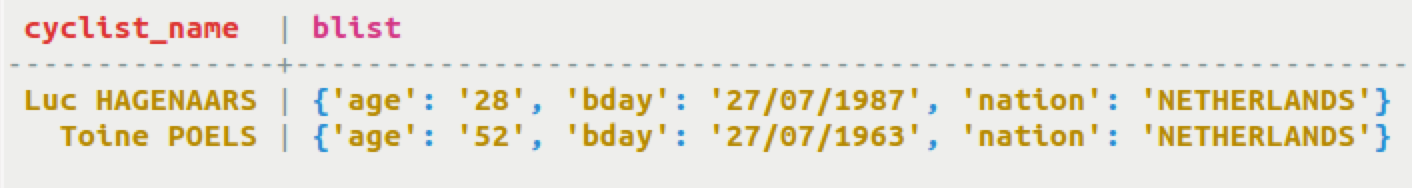 cyclist_name | blist
---------------+--------------------------------------------------------------
Luc HAGENAARS | {'age': '28', 'bday': '27/07/1987', 'nation': 'NETHERLANDS'}
Toine POELS | {'age': '52', 'bday': '27/07/1963', 'nation': 'NETHERLANDS'}